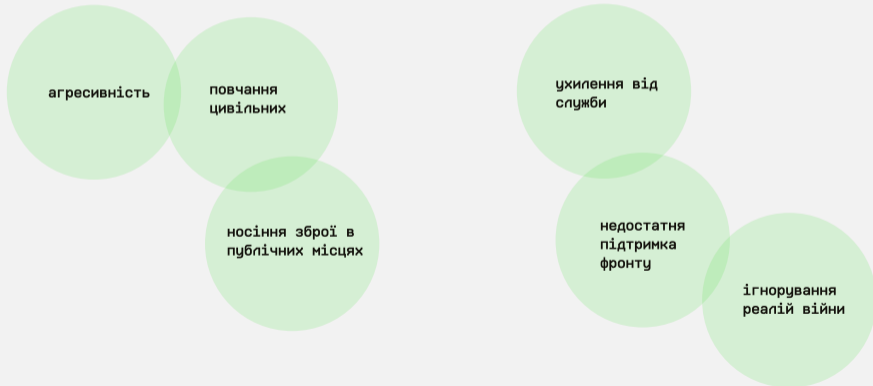 агресивність
повчання
цивільних
носіння зброї в
публічних місцях
ухилення від
служби
недостатня
підтримка
фронту
ігнорування
реалій війни